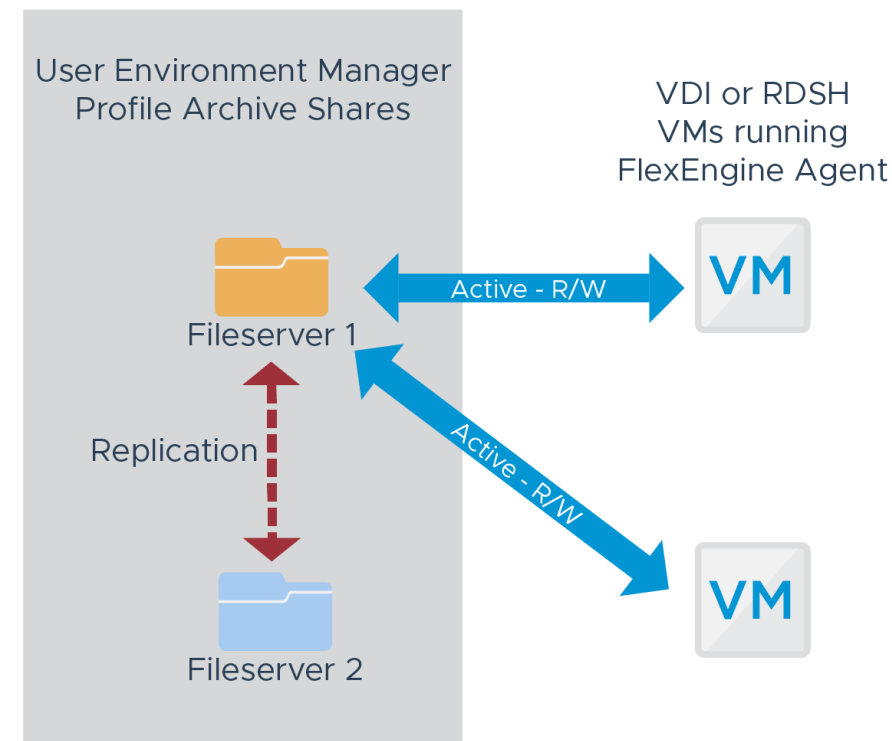 User Environment Manager
Profile Archive Shares
VDI or RDSH
VMs running
FlexEngine Agent
Fileserver 1
Active - R/W
VM
Replication
Active - R/W
Fileserver 2
VM